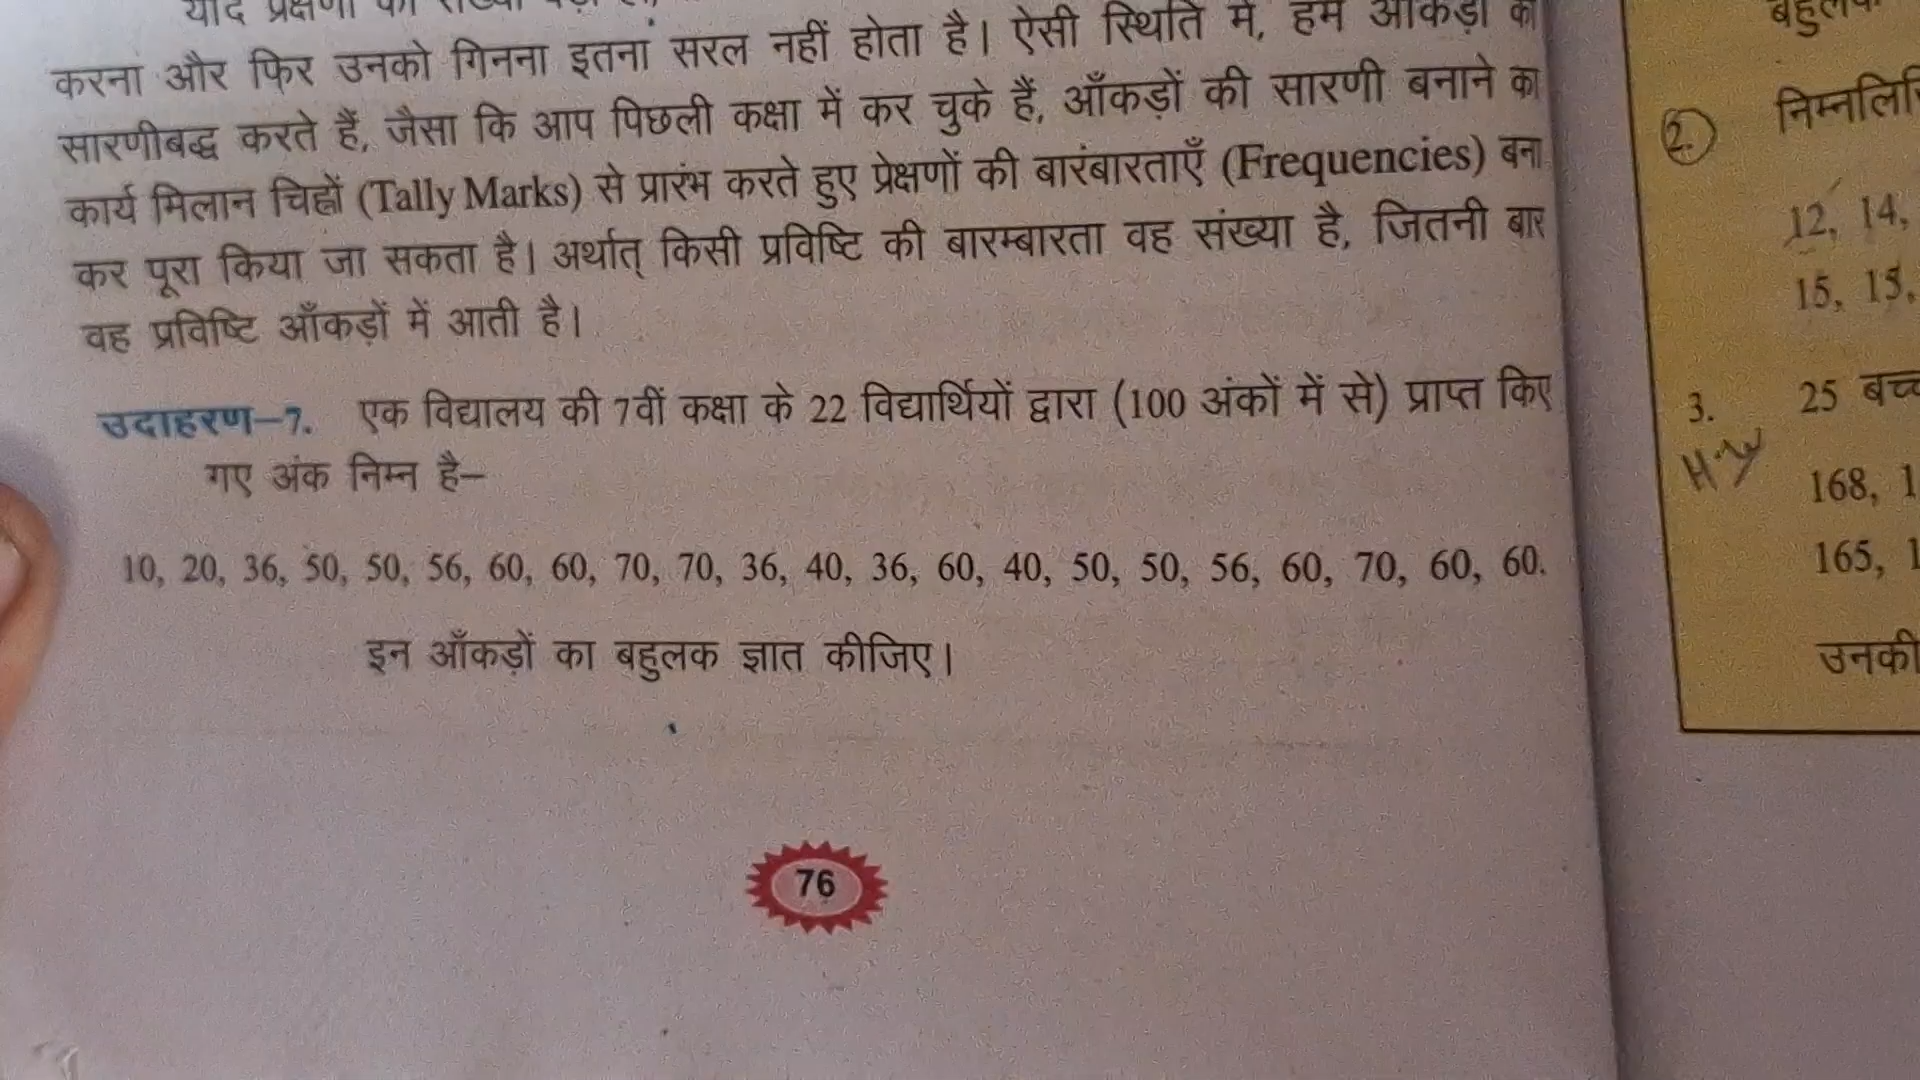 करना और फिर उनको गिनना इतना सरल नहीं होता है। ऐसी स्थिति में, हम आँकड़ों को
सारणीबद्ध करते हैं, जैसा कि आप पिछली कक्षा में कर चुके हैं, आँकड़ों की सारणी बनाने का
कार्य मिलान चिह्नों (Tally Marks) से प्रारंभ करते हुए प्रेक्षणों की बारंबारताएँ (Frequencies) बना
कर पूरा किया जा सकता है। अर्थात् किसी प्रविष्टि की बारम्बारता वह संख्या है, जितनी बार
वह प्रविष्टि आँकड़ों में आती है।
उदाहरण–7. एक विद्यालय की 7वीं कक्षा के 22 विद्यार्थियों द्वारा (100 अंकों में से) प्राप्त किए
गए अंक निम्न है–
10, 20, 36, 50, 50, 56, 60, 60, 70, 70, 36, 40, 36, 60, 40, 50, 50, 56, 60, 70, 60, 60.
इन आँकड़ों का बहुलक ज्ञात कीजिए।
76
2.
12, 14,
15, 15,
3. 25
168, 1
165, 1
उनकी